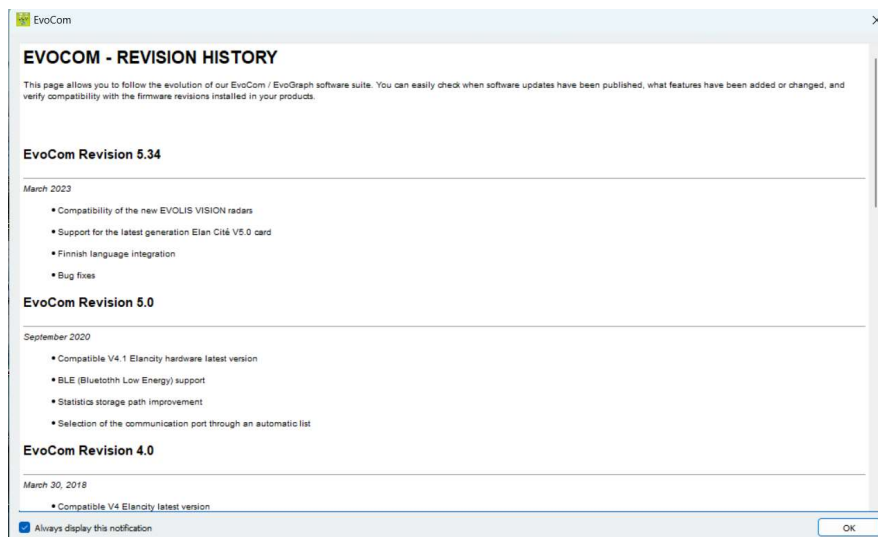 EvoCom
EVOCOM - REVISION HISTORY
This page allows you to follow the evolution of our EvoCom / EvoGraph software suite. You can easily check when software updates have been published, what features have been added or changed, and
verify compatibility with the firmware revisions installed in your products.
EvoCom Revision 5.34
March 2023
• Compatibility of the new EVOLIS VISION radars
• Support for the latest generation Elan Cité V5.0 card
• Finnish language integration
• Bug fixes
EvoCom Revision 5.0
September 2020
• Compatible V4.1 Elancity hardware latest version
• BLE (Bluetothh Low Energy) support
• Statistics storage path improvement
• Selection of the communication port through an automatic list
EvoCom Revision 4.0
March 30, 2018
• Compatible V4 Elancity latest version
Always display this notification
OK